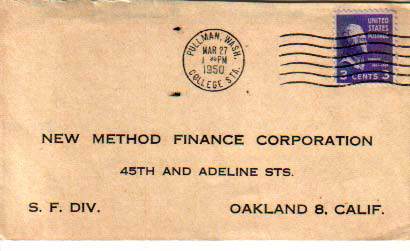 PULLMAN, WASH.
MAR 27
1 PM
1950
COLLEGE STA.
UNITED
STATES
POSTAGE
3 CENTS 3
NEW METHOD FINANCE CORPORATION
45TH AND ADELINE STS.
S. F. DIV. OAKLAND 8, CALIF.